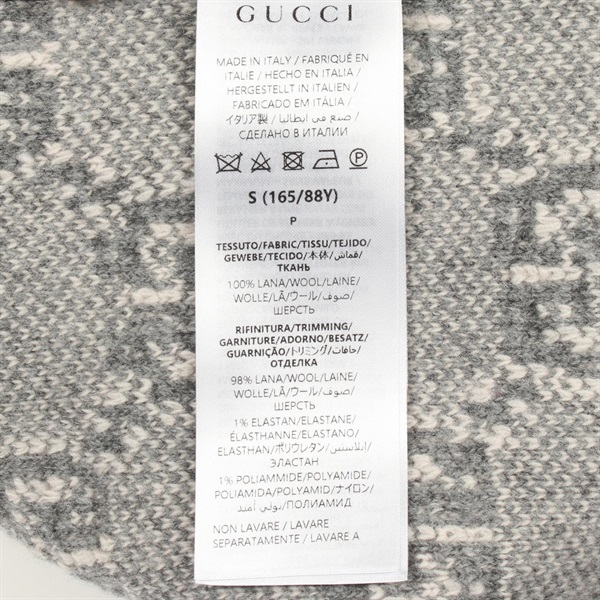 GUCCI
MADE IN ITALY / FABRIQUÉ EN
ITALIE / HECHO EN ITALIA /
HERGESTELLT IN ITALIEN /
FABRICADO EM ITÁLIA /
イタリア製 / صنع في ايطاليا /
СДЕЛАНО В ИТАЛИИ
S (165/88Y)
P
TESSUTO/FABRIC/TISSU/TEJIDO/
GEWEBE/TECIDO/本体/قماش/
ТКАНЬ
100% LANA/WOOL/LAINE/
WOLLE/LÃ/ウール/صوف/
ШЕРСТЬ
RIFINITURA/TRIMMING/
GARNITURE/ADORNO/BESATZ/
GUARNIÇÃO/トリミング/حافات/
ОТДЕЛКА
98% LANA/WOOL/LAINE/
WOLLE/LÃ/ウール/صوف/
ШЕРСТЬ
1% ELASTAN/ELASTANE/
ÉLASTHANNE/ELASTANO/
ELASTHAN/ポリウレタン/ايلاستين/
ЭЛАСТАН
1% POLIAMMIDE/POLYAMIDE/
POLIAMIDA/POLYAMID/ナイロン/
بولي أميد/ПОЛИАМИД
NON LAVARE / LAVARE
SEPARATAMENTE / LAVARE A